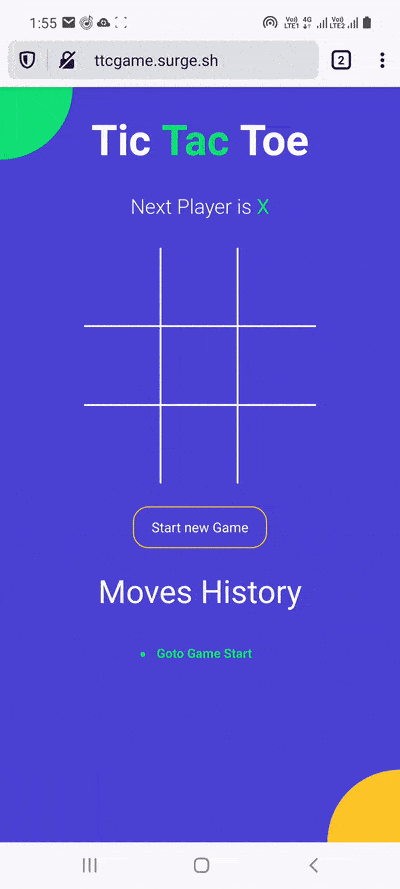 1:55 Vo) LTE1 4G Vo) LTE2
ttcgame.surge.sh 2
Tic Tac Toe
Next Player is X
Start new Game
Moves History
Goto Game Start